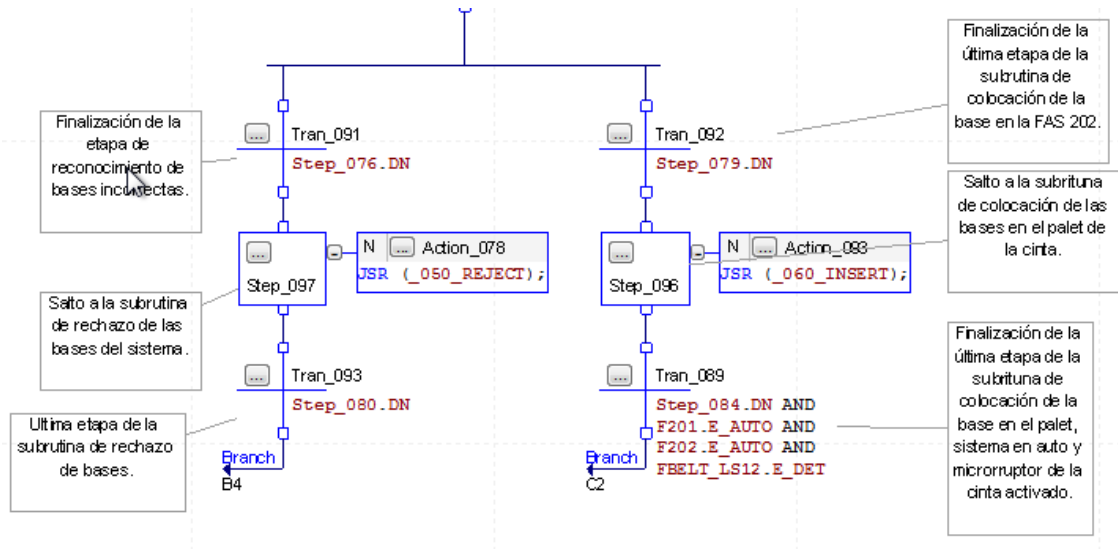 Finalización de la
etapa de
reconocimiento de
bases incorrectas.
...
Tran_091
Step_076.DN
...
Tran_092
Step_079.DN
Finalización de la
útima etapa de la
subrutina de
colocación de la
base en la FAS 202.
Salto a la subrutina
de rechazo de las
bases del sistema.
...
Step_097
N
...
Action_078
JSR (_050_REJECT);
...
Step_096
N
...
Action_093
JSR (_060_INSERT);
Salto a la subrituna
de colocación de las
bases en el palet de
la cinta.
Ultima etapa de la
subrutina de rechazo
de bases.
...
Tran_093
Step_080.DN
Branch
B4
...
Tran_089
Step_084.DN AND
F201.E_AUTO AND
F202.E_AUTO AND
FBELT_LS12.E_DET
Branch
C2
Finalización de la
última etapa de la
subrituna de
colocación de la
base en el palet,
sistema en auto y
microrruptor de la
cinta activado.